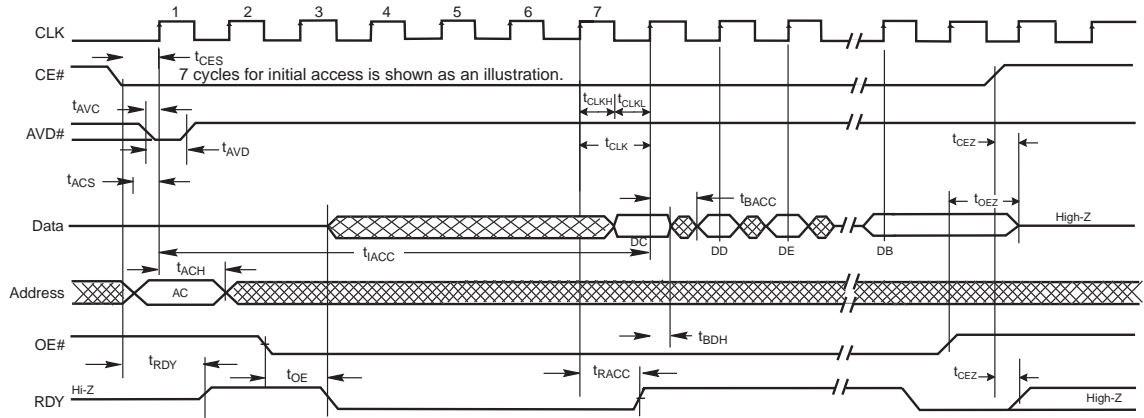 1 2 3 4 5 6 7
CLK
tCES
CE#
7 cycles for initial access is shown as an illustration.
tAVC
tCLKH tCLKL
AVD#
tAVD
tCLK
tCEZ
tACS
tBACC
tOEZ
Data
High-Z
DC
DD
DE
DB
tIACC
tACH
Address
AC
tBDH
OE#
tRDY
tOE
tRACC
tCEZ
Hi-Z
High-Z
RDY